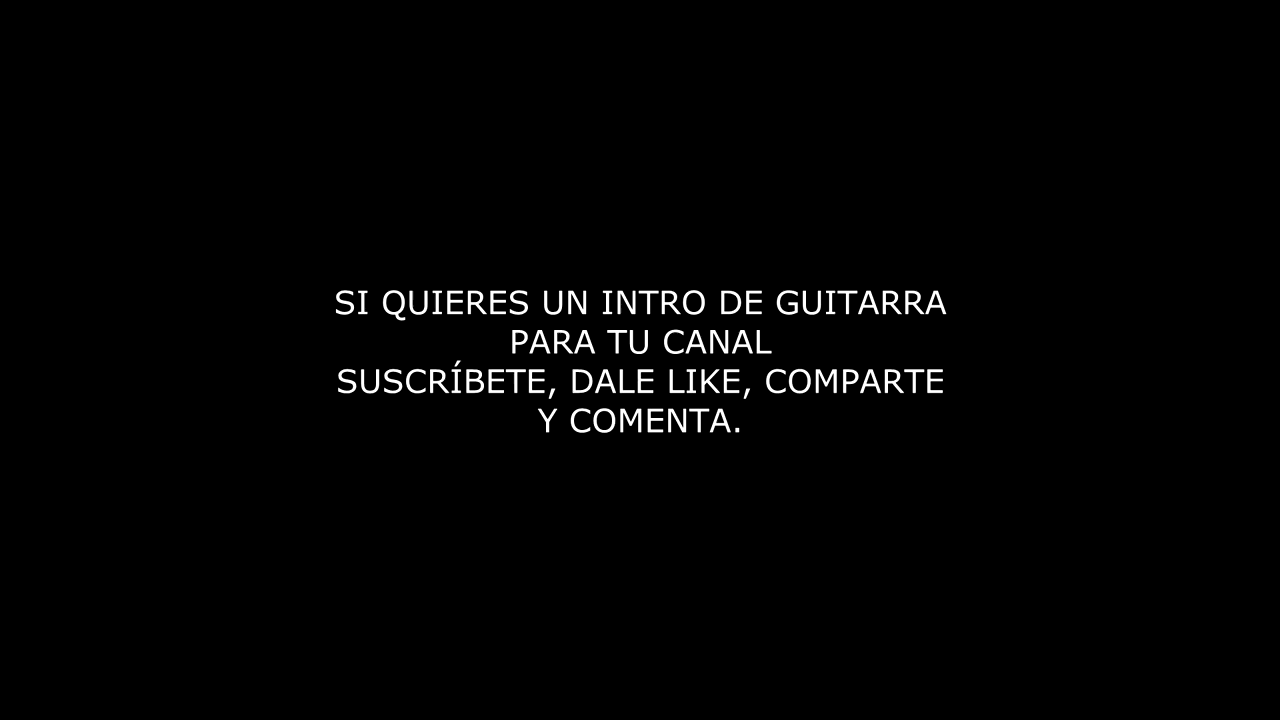 SI QUIERES UN INTRO DE GUITARRA
PARA TU CANAL
SUSCRÍBETE, DALE LIKE, COMPARTE
Y COMENTA.